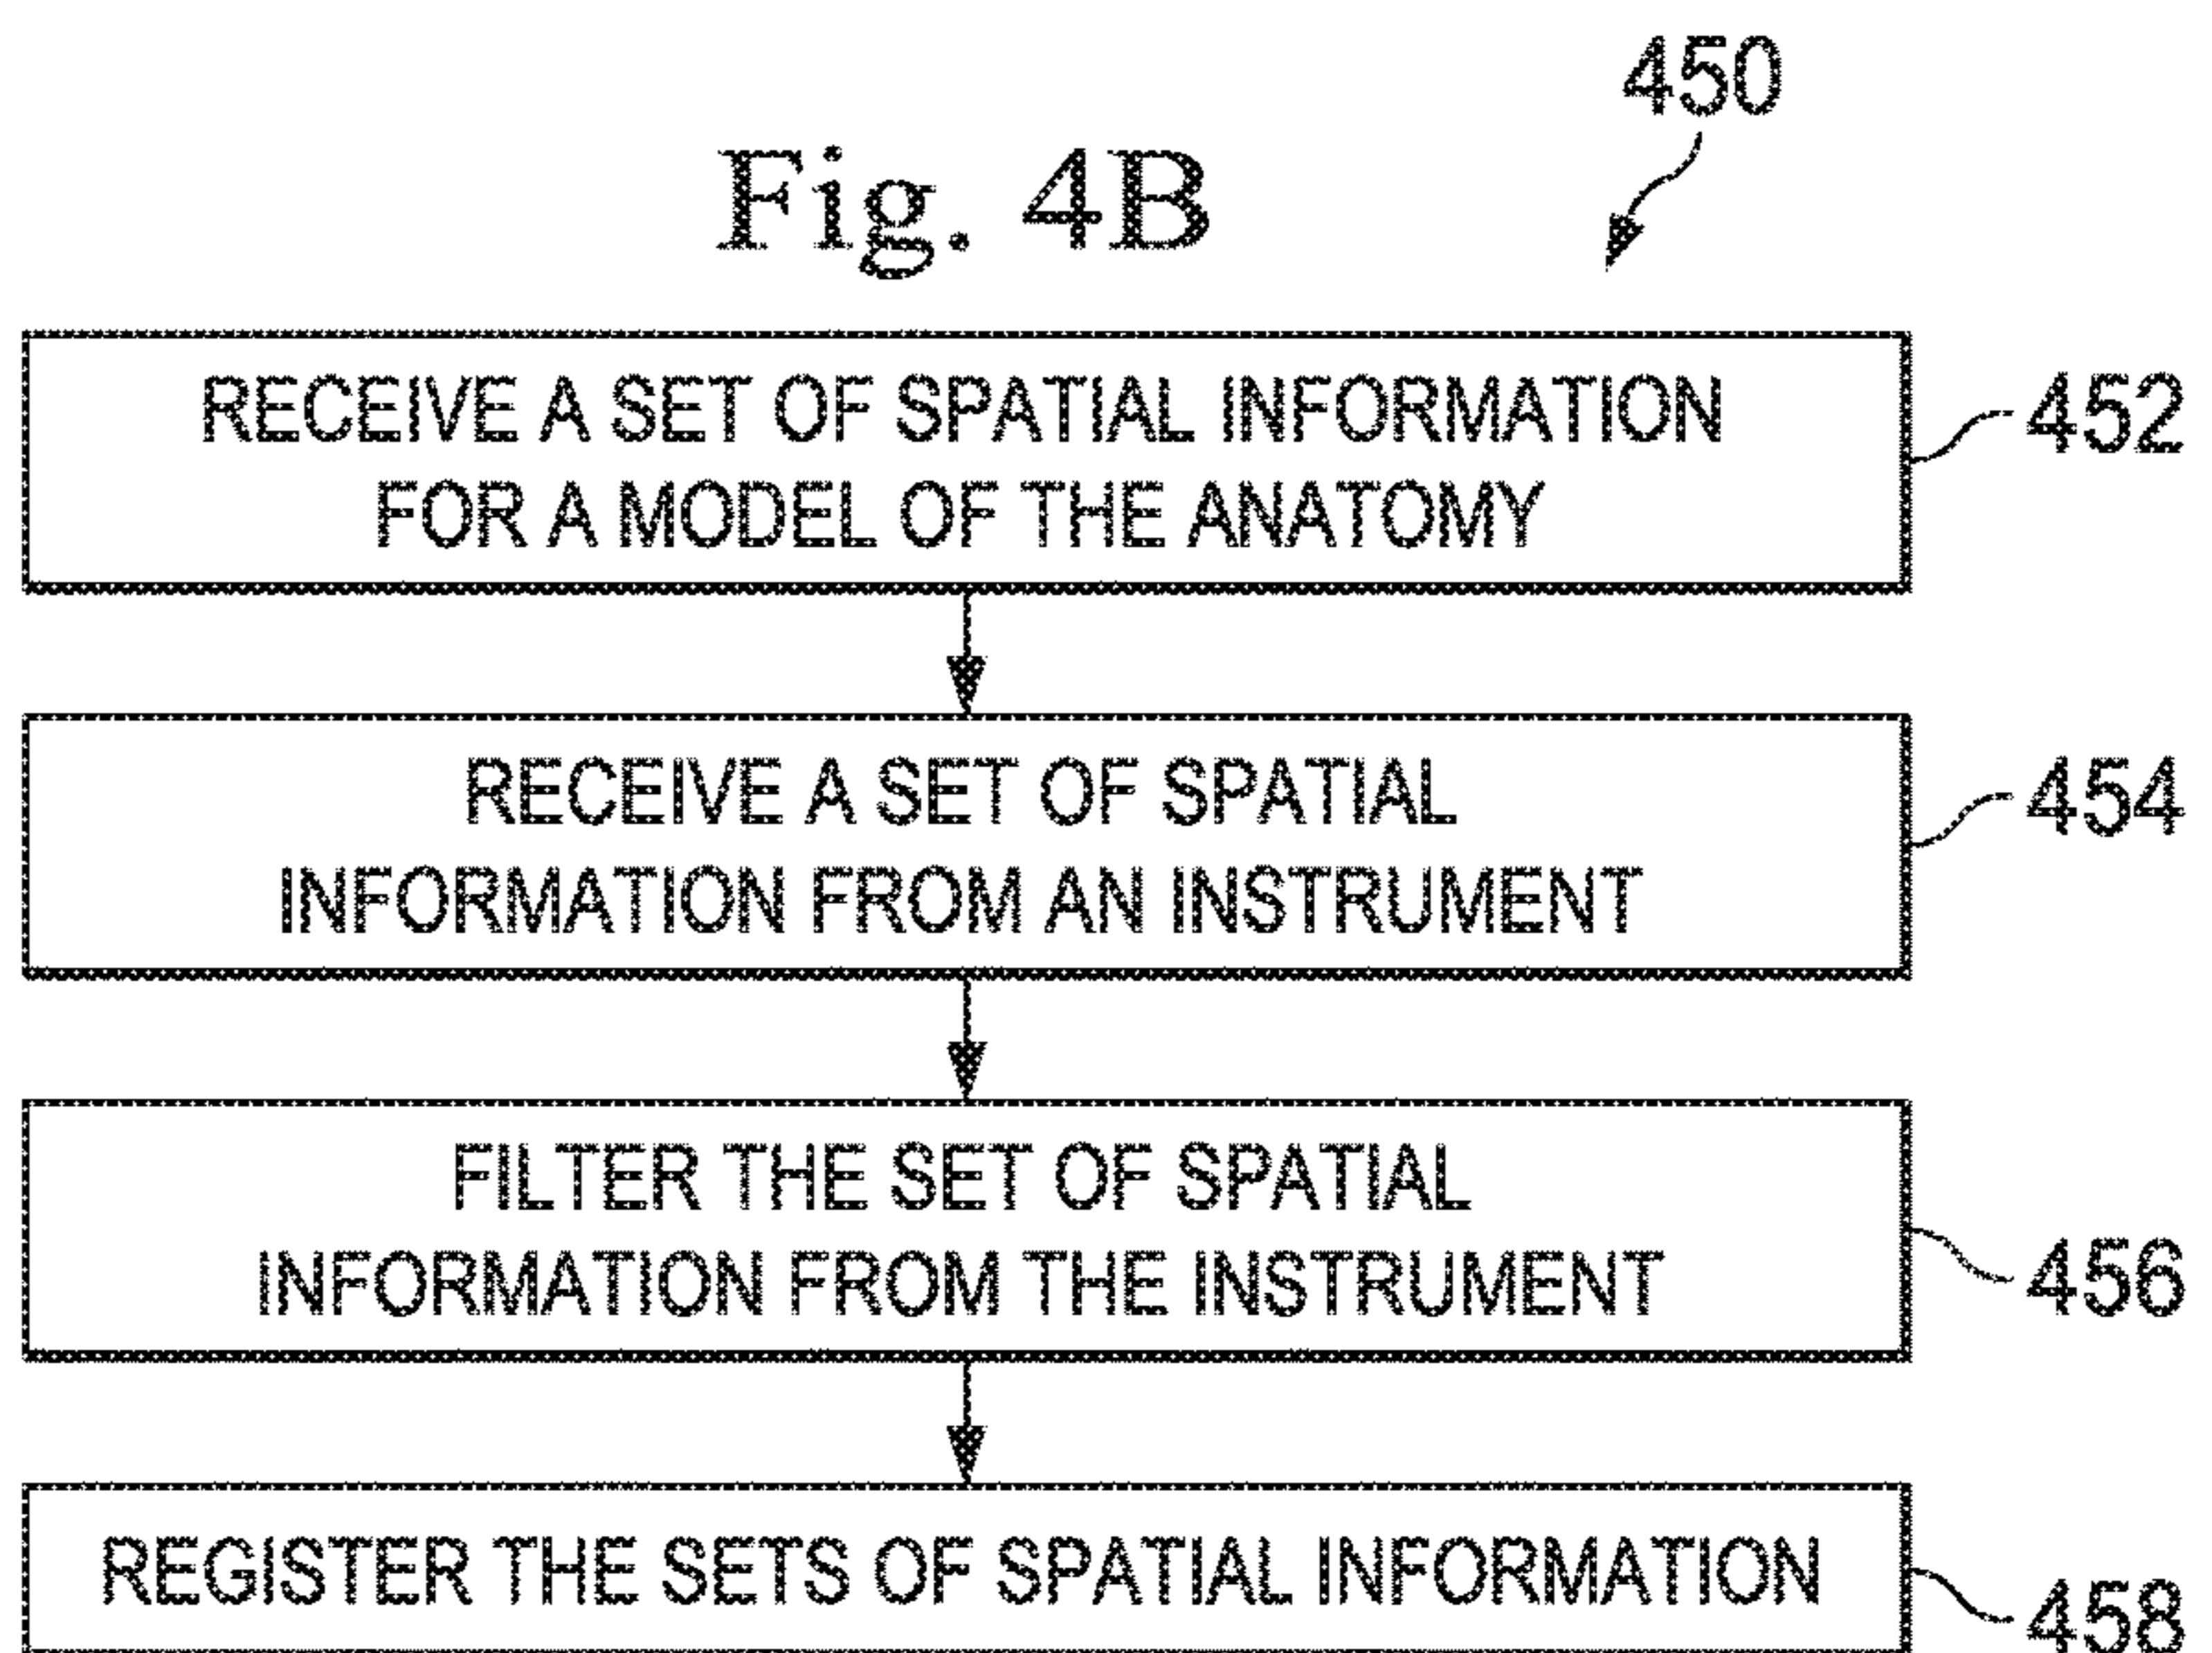 450
Fig. 4B
RECEIVE A SET OF SPATIAL INFORMATION
FOR A MODEL OF THE ANATOMY
452
RECEIVE A SET OF SPATIAL
INFORMATION FROM AN INSTRUMENT
454
FILTER THE SET OF SPATIAL
INFORMATION FROM THE INSTRUMENT
456
REGISTER THE SETS OF SPATIAL INFORMATION
458